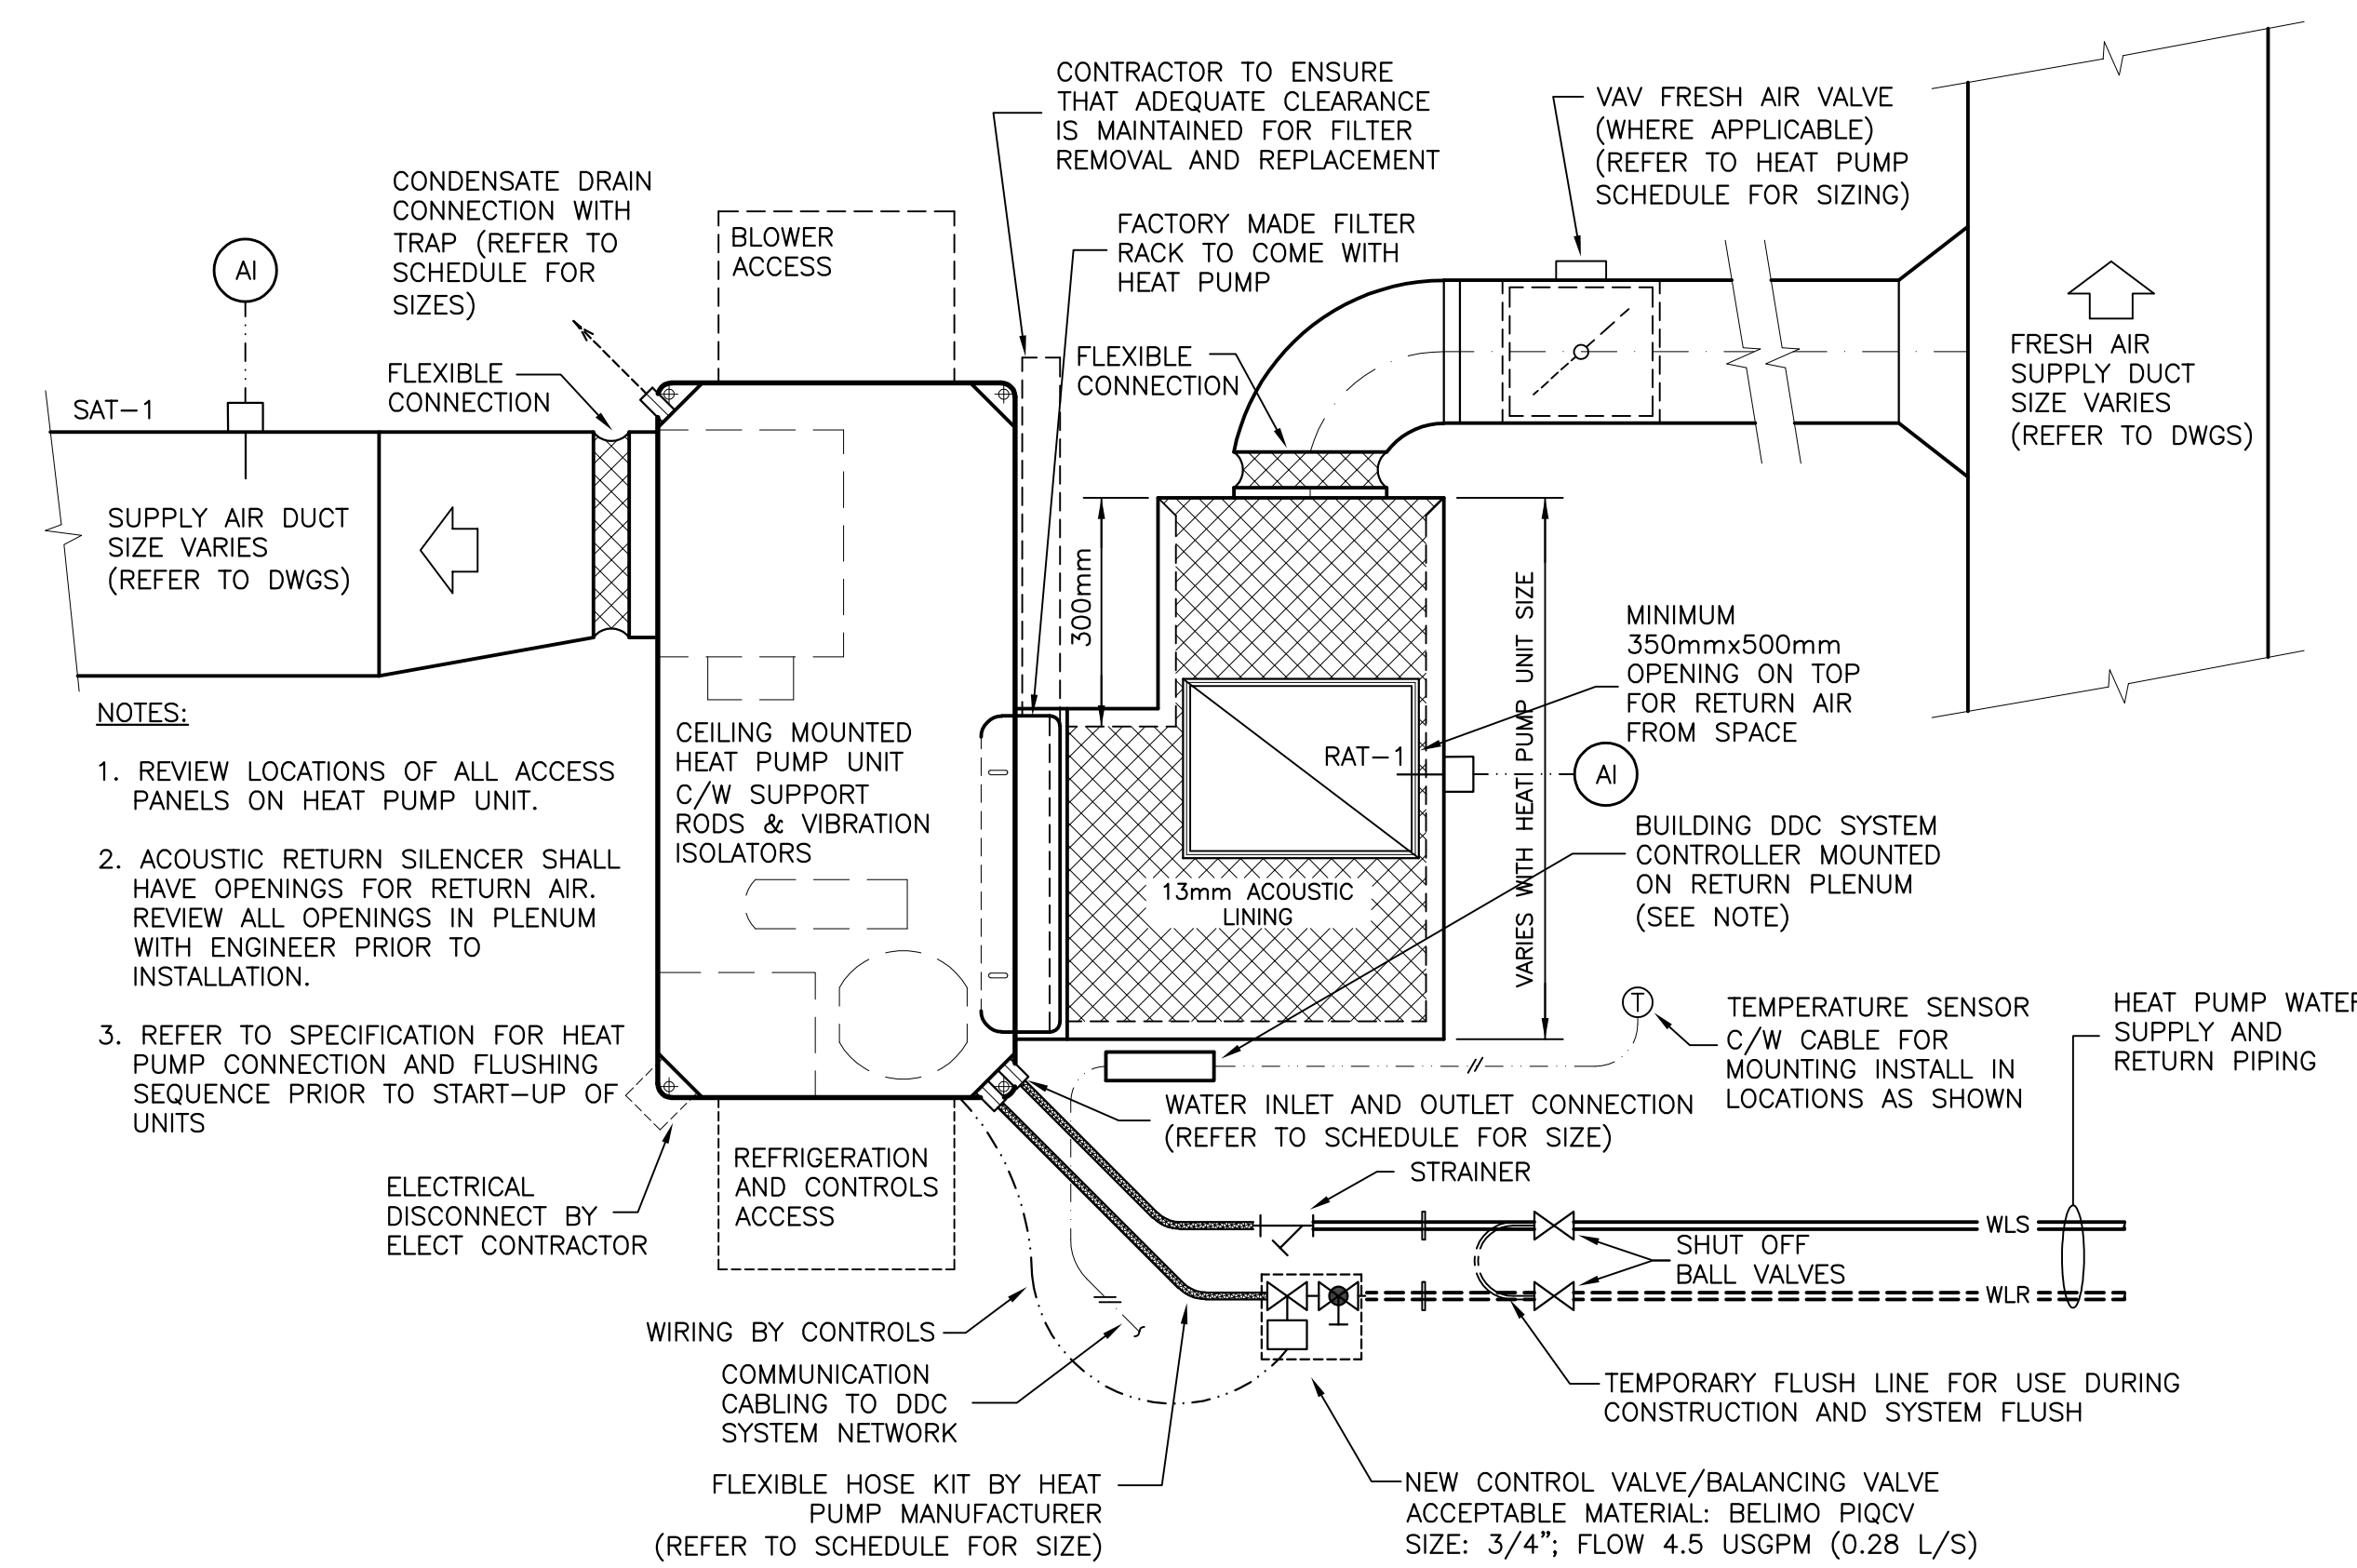 CONTRACTOR TO ENSURE
THAT ADEQUATE CLEARANCE
IS MAINTAINED FOR FILTER
REMOVAL AND REPLACEMENT
VAV FRESH AIR VALVE
(WHERE APPLICABLE)
(REFER TO HEAT PUMP
SCHEDULE FOR SIZING)
CONDENSATE DRAIN
CONNECTION WITH
TRAP (REFER TO
SCHEDULE FOR
SIZES)
BLOWER
ACCESS
FACTORY MADE FILTER
RACK TO COME WITH
HEAT PUMP
AI
FLEXIBLE
CONNECTION
FLEXIBLE
CONNECTION
FRESH AIR
SUPPLY DUCT
SIZE VARIES
(REFER TO DWGS)
SAT-1
SUPPLY AIR DUCT
SIZE VARIES
(REFER TO DWGS)
300mm
VARIES WITH HEAT PUMP UNIT SIZE
MINIMUM
350mmx500mm
OPENING ON TOP
FOR RETURN AIR
FROM SPACE
RAT-1
AI
CEILING MOUNTED
HEAT PUMP UNIT
C/W SUPPORT
RODS & VIBRATION
ISOLATORS
13mm ACOUSTIC
LINING
BUILDING DDC SYSTEM
CONTROLLER MOUNTED
ON RETURN PLENUM
(SEE NOTE)
NOTES:
1. REVIEW LOCATIONS OF ALL ACCESS
PANELS ON HEAT PUMP UNIT.
2. ACOUSTIC RETURN SILENCER SHALL
HAVE OPENINGS FOR RETURN AIR.
REVIEW ALL OPENINGS IN PLENUM
WITH ENGINEER PRIOR TO
INSTALLATION.
3. REFER TO SPECIFICATION FOR HEAT
PUMP CONNECTION AND FLUSHING
SEQUENCE PRIOR TO START-UP OF
UNITS
T
TEMPERATURE SENSOR
C/W CABLE FOR
MOUNTING INSTALL IN
LOCATIONS AS SHOWN
HEAT PUMP WATER
SUPPLY AND
RETURN PIPING
WATER INLET AND OUTLET CONNECTION
(REFER TO SCHEDULE FOR SIZE)
STRAINER
REFRIGERATION
AND CONTROLS
ACCESS
ELECTRICAL
DISCONNECT BY
ELECT CONTRACTOR
WLS
SHUT OFF
BALL VALVES
WLR
WIRING BY CONTROLS
COMMUNICATION
CABLING TO DDC
SYSTEM NETWORK
TEMPORARY FLUSH LINE FOR USE DURING
CONSTRUCTION AND SYSTEM FLUSH
FLEXIBLE HOSE KIT BY HEAT
PUMP MANUFACTURER
(REFER TO SCHEDULE FOR SIZE)
NEW CONTROL VALVE/BALANCING VALVE
ACCEPTABLE MATERIAL: BELIMO PIQCV
SIZE: 3/4"; FLOW 4.5 USGPM (0.28 L/S)